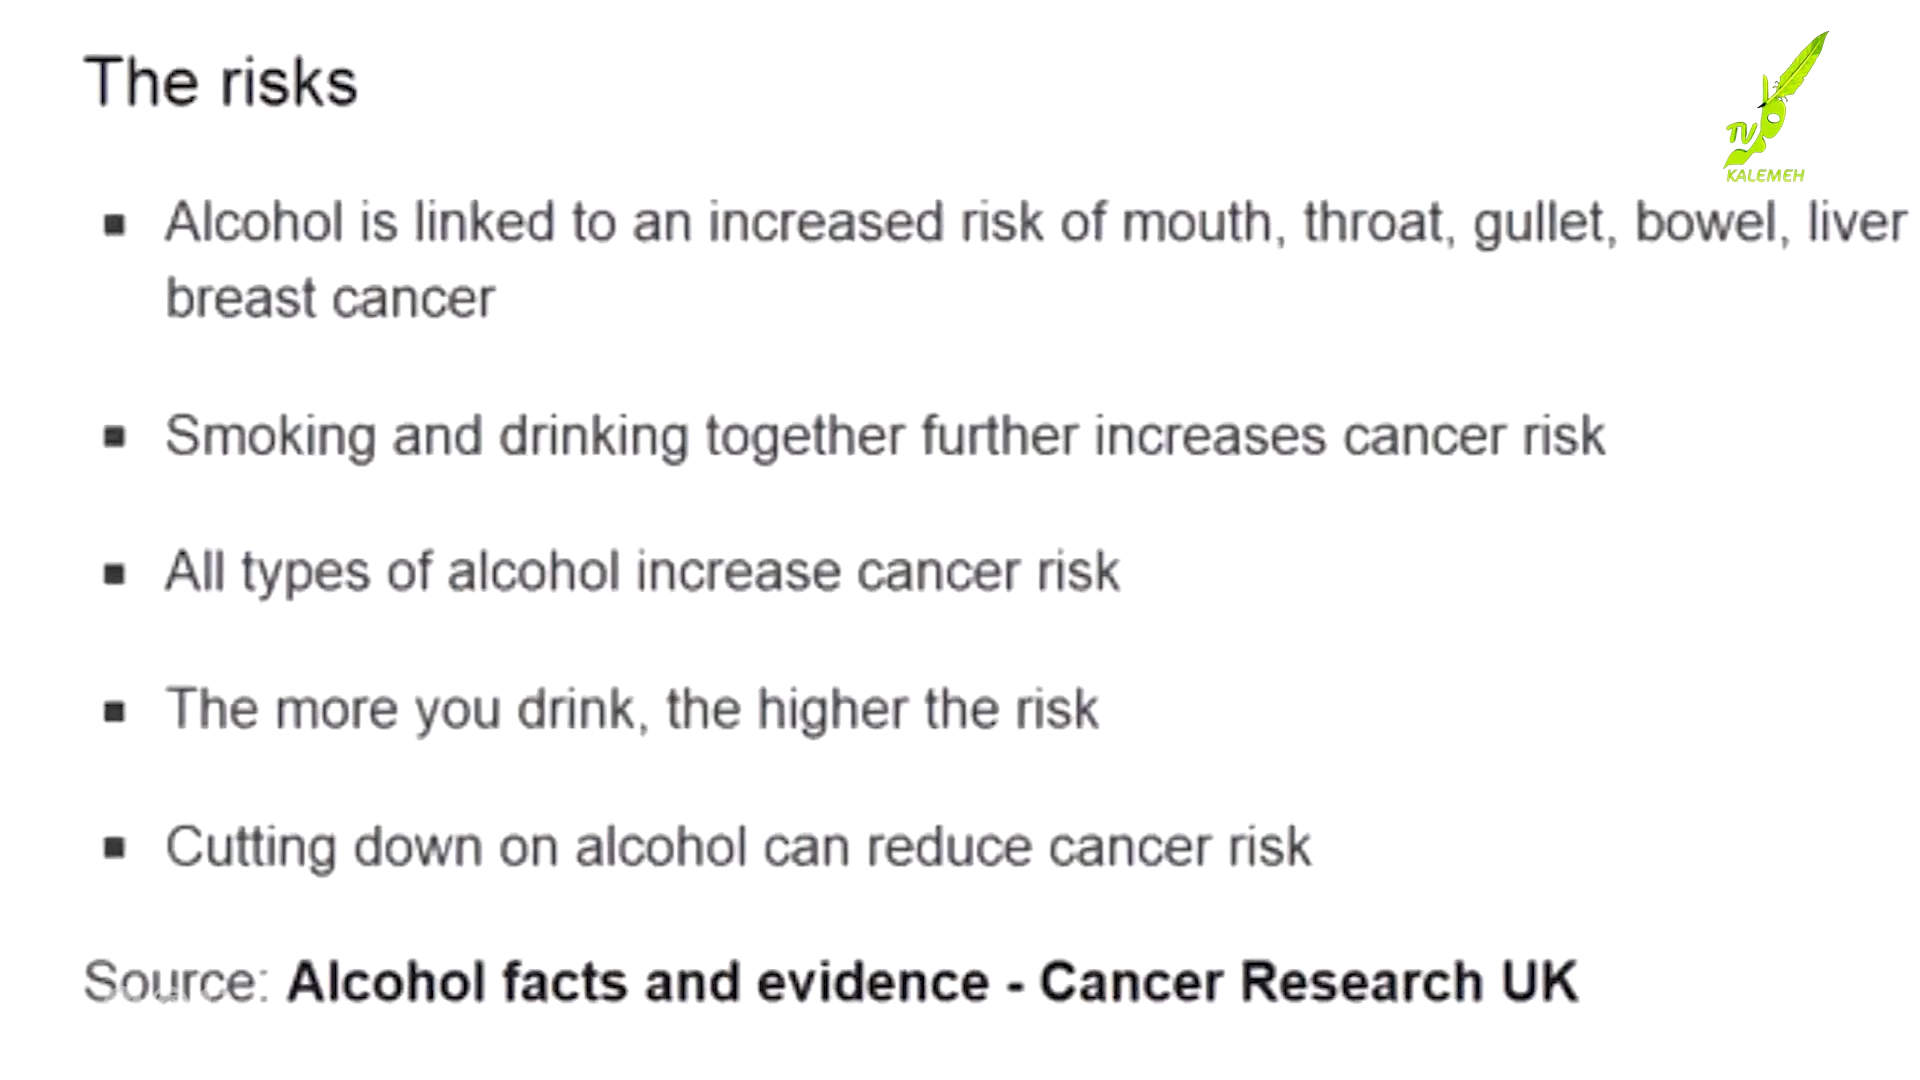 The risks
TV
KALEMEH
▪ Alcohol is linked to an increased risk of mouth, throat, gullet, bowel, liver
breast cancer
▪ Smoking and drinking together further increases cancer risk
▪ All types of alcohol increase cancer risk
▪ The more you drink, the higher the risk
▪ Cutting down on alcohol can reduce cancer risk
Source: Alcohol facts and evidence - Cancer Research UK